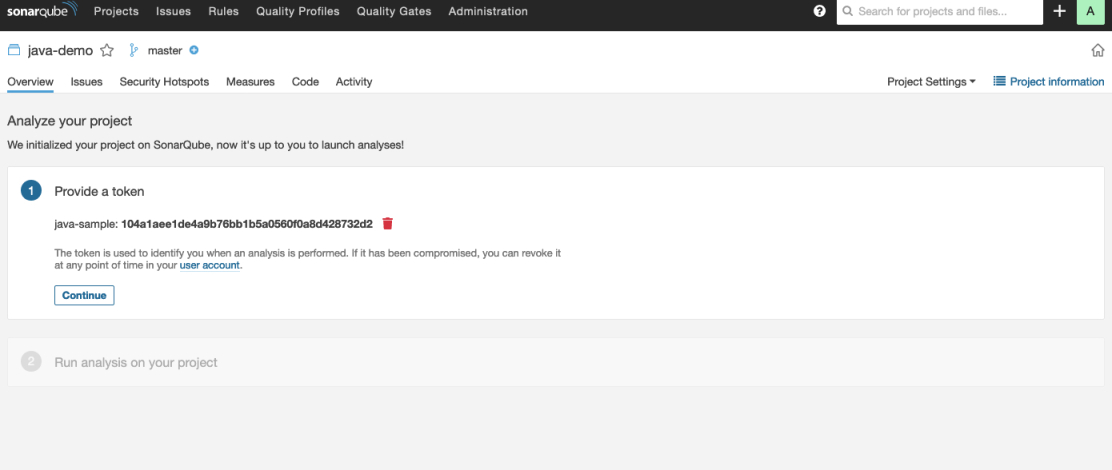 sonarqube Projects Issues Rules Quality Profiles Quality Gates Administration ? Search for projects and files... + A
java-demo master
Overview Issues Security Hotspots Measures Code Activity Project Settings Project information
Analyze your project
We initialized your project on SonarQube, now it's up to you to launch analyses!
1 Provide a token
java-sample: 104a1aee1de4a9b76bb1b5a0560f0a8d428732d2
The token is used to identify you when an analysis is performed. If it has been compromised, you can revoke it
at any point of time in your user account.
Continue
2 Run analysis on your project